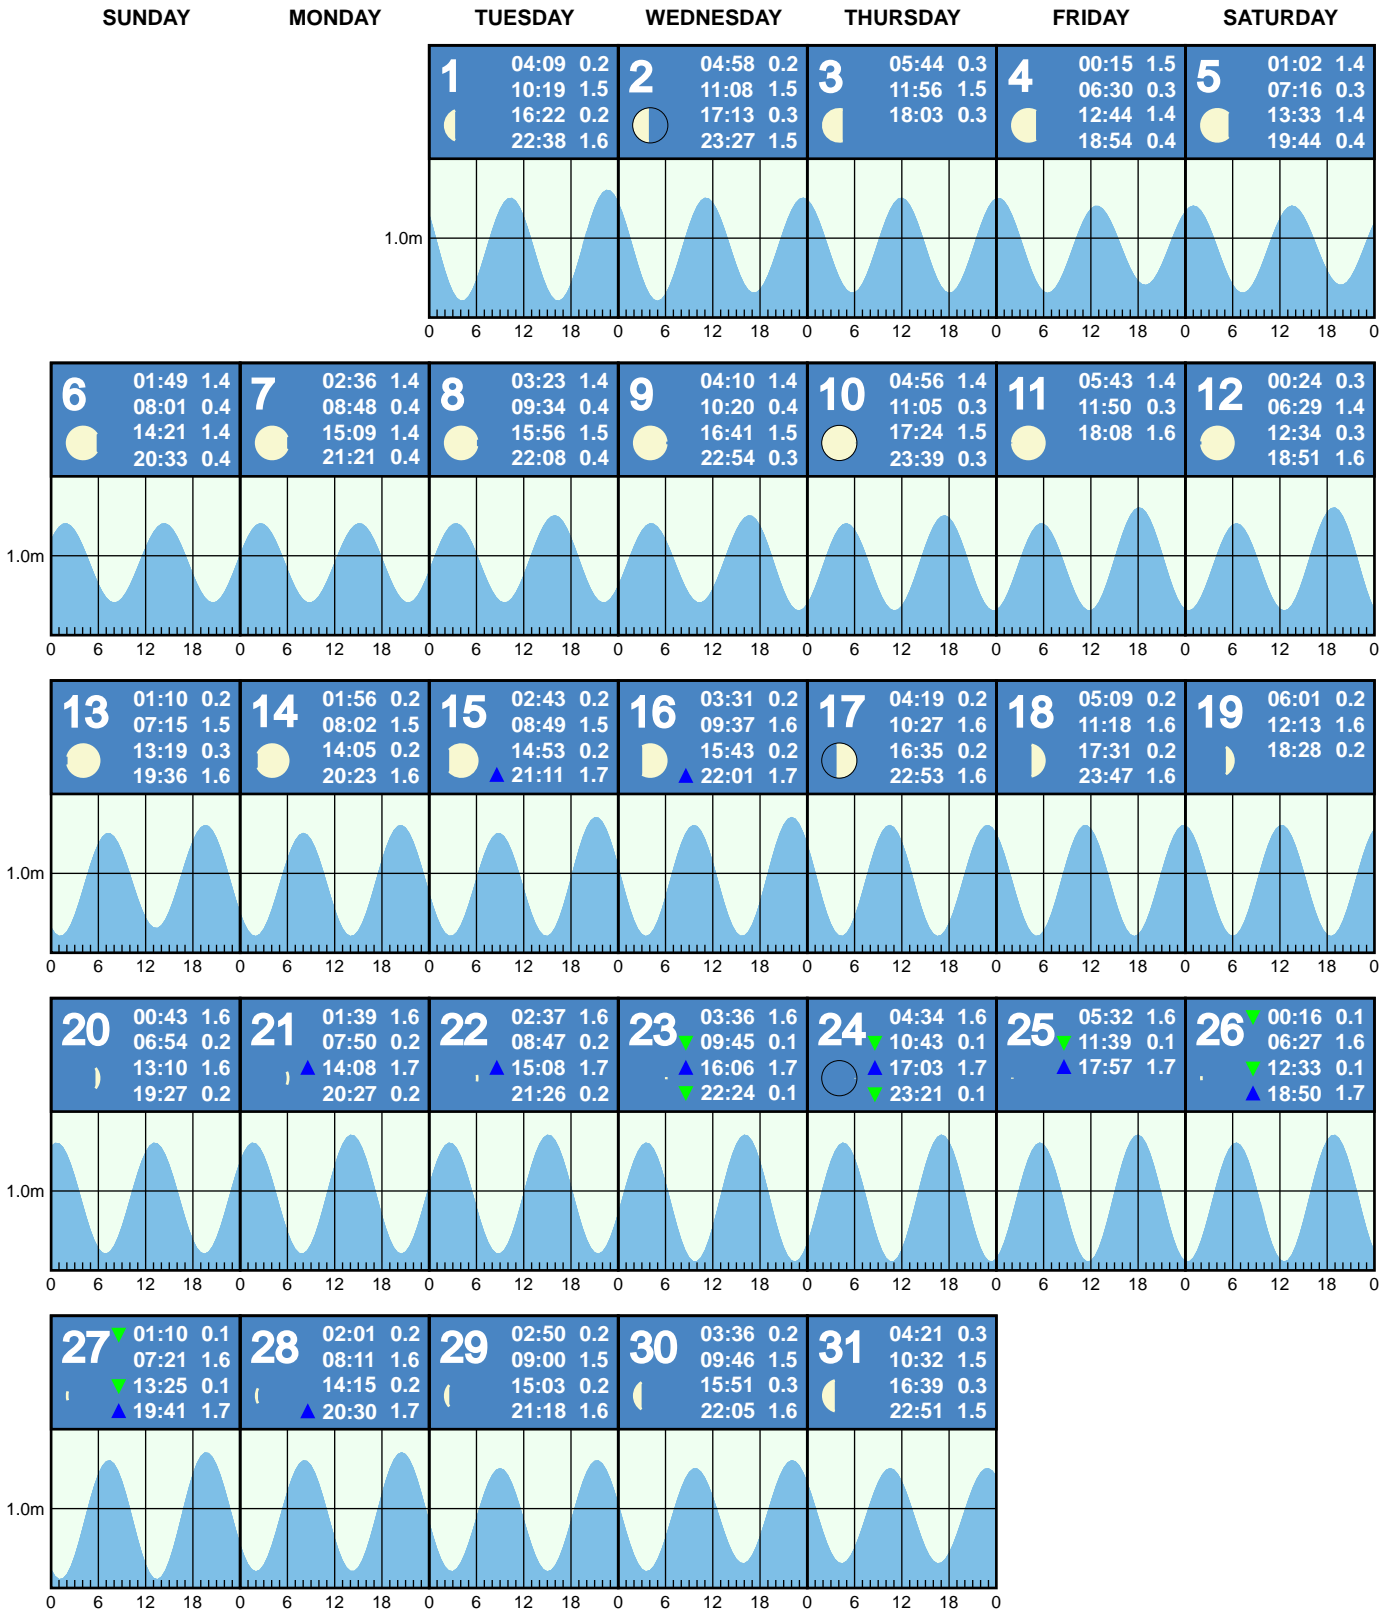 SUNDAY MONDAY TUESDAY WEDNESDAY THURSDAY FRIDAY SATURDAY
1 04:09 0.2
10:19 1.5
16:22 0.2
22:38 1.6
2 04:58 0.2
11:08 1.5
17:13 0.3
23:27 1.5
3 05:44 0.3
11:56 1.5
18:03 0.3
4 00:15 1.5
06:30 0.3
12:44 1.4
18:54 0.4
5 01:02 1.4
07:16 0.3
13:33 1.4
19:44 0.4
1.0m
0 6 12 18 0 6 12 18 0 6 12 18 0 6 12 18 0 6 12 18 0
6 01:49 1.4
08:01 0.4
14:21 1.4
20:33 0.4
7 02:36 1.4
08:48 0.4
15:09 1.4
21:21 0.4
8 03:23 1.4
09:34 0.4
15:56 1.5
22:08 0.4
9 04:10 1.4
10:20 0.4
16:41 1.5
22:54 0.3
10 04:56 1.4
11:05 0.3
17:24 1.5
23:39 0.3
11 05:43 1.4
11:50 0.3
18:08 1.6
12 00:24 0.3
06:29 1.4
12:34 0.3
18:51 1.6
1.0m
0 6 12 18 0 6 12 18 0 6 12 18 0 6 12 18 0 6 12 18 0 6 12 18 0 6 12 18 0
13 01:10 0.2
07:15 1.5
13:19 0.3
19:36 1.6
14 01:56 0.2
08:02 1.5
14:05 0.2
20:23 1.6
15 02:43 0.2
08:49 1.5
14:53 0.2
21:11 1.7
16 03:31 0.2
09:37 1.6
15:43 0.2
22:01 1.7
17 04:19 0.2
10:27 1.6
16:35 0.2
22:53 1.6
18 05:09 0.2
11:18 1.6
17:31 0.2
23:47 1.6
19 06:01 0.2
12:13 1.6
18:28 0.2
1.0m
0 6 12 18 0 6 12 18 0 6 12 18 0 6 12 18 0 6 12 18 0 6 12 18 0 6 12 18 0
20 00:43 1.6
06:54 0.2
13:10 1.6
19:27 0.2
21 01:39 1.6
07:50 0.2
14:08 1.7
20:27 0.2
22 02:37 1.6
08:47 0.2
15:08 1.7
21:26 0.2
23 03:36 1.6
09:45 0.1
16:06 1.7
22:24 0.1
24 04:34 1.6
10:43 0.1
17:03 1.7
23:21 0.1
25 05:32 1.6
11:39 0.1
17:57 1.7
26 00:16 0.1
06:27 1.6
12:33 0.1
18:50 1.7
1.0m
0 6 12 18 0 6 12 18 0 6 12 18 0 6 12 18 0 6 12 18 0 6 12 18 0 6 12 18 0
27 01:10 0.1
07:21 1.6
13:25 0.1
19:41 1.7
28 02:01 0.2
08:11 1.6
14:15 0.2
20:30 1.7
29 02:50 0.2
09:00 1.5
15:03 0.2
21:18 1.6
30 03:36 0.2
09:46 1.5
15:51 0.3
22:05 1.6
31 04:21 0.3
10:32 1.5
16:39 0.3
22:51 1.5
1.0m
0 6 12 18 0 6 12 18 0 6 12 18 0 6 12 18 0 6 12 18 0